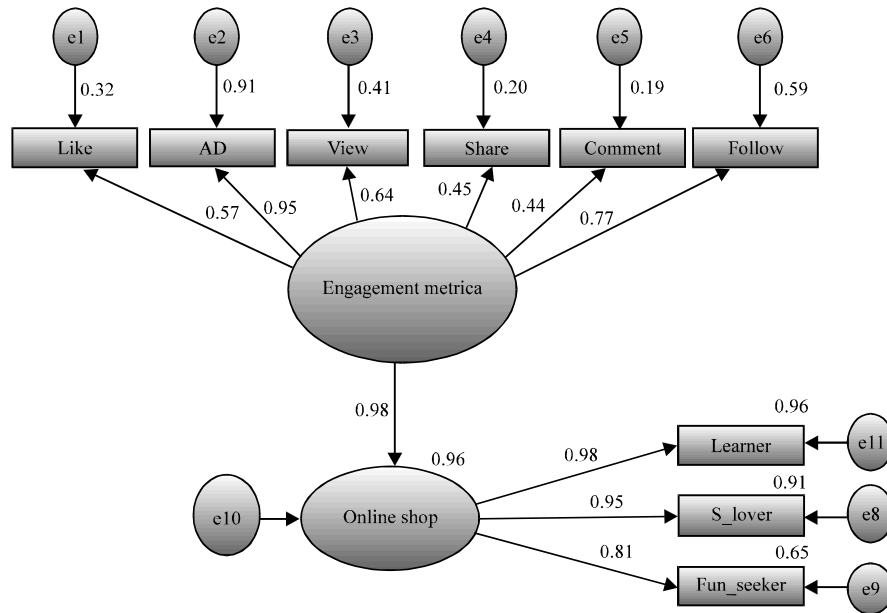 e1
e2
e3
e4
e5
e6
0.32
0.91
0.41
0.20
0.19
0.59
Like
AD
View
Share
Comment
Follow
0.57
0.95
0.64
0.45
0.44
0.77
Engagement metrica
0.98
0.96
0.96
Learner
e11
0.98
0.91
e10
Online shop
0.95
S_lover
e8
0.81
0.65
Fun_seeker
e9